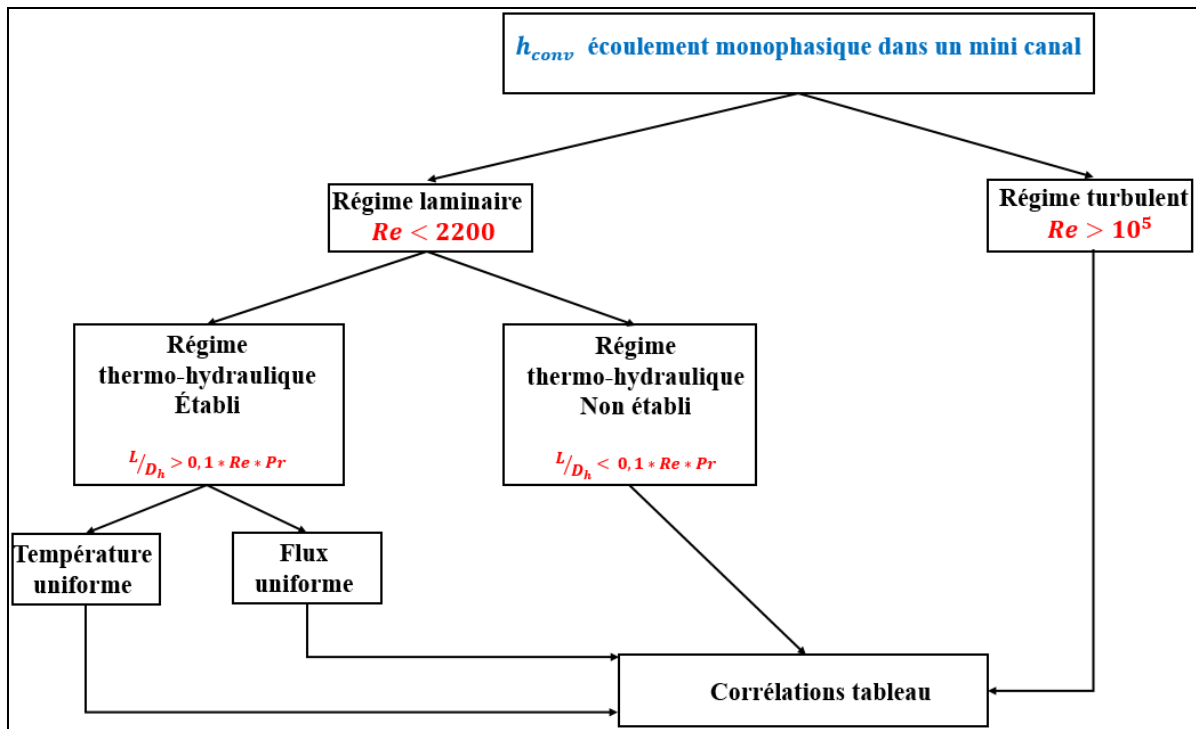 h_conv écoulement monophasique dans un mini canal
Régime laminaire
Re < 2200
Régime turbulent
Re > 10⁵
Régime
thermo-hydraulique
Établi
L/D_h > 0,1 * Re * Pr
Régime
thermo-hydraulique
Non établi
L/D_h < 0,1 * Re * Pr
Température
uniforme
Flux
uniforme
Corrélations tableau